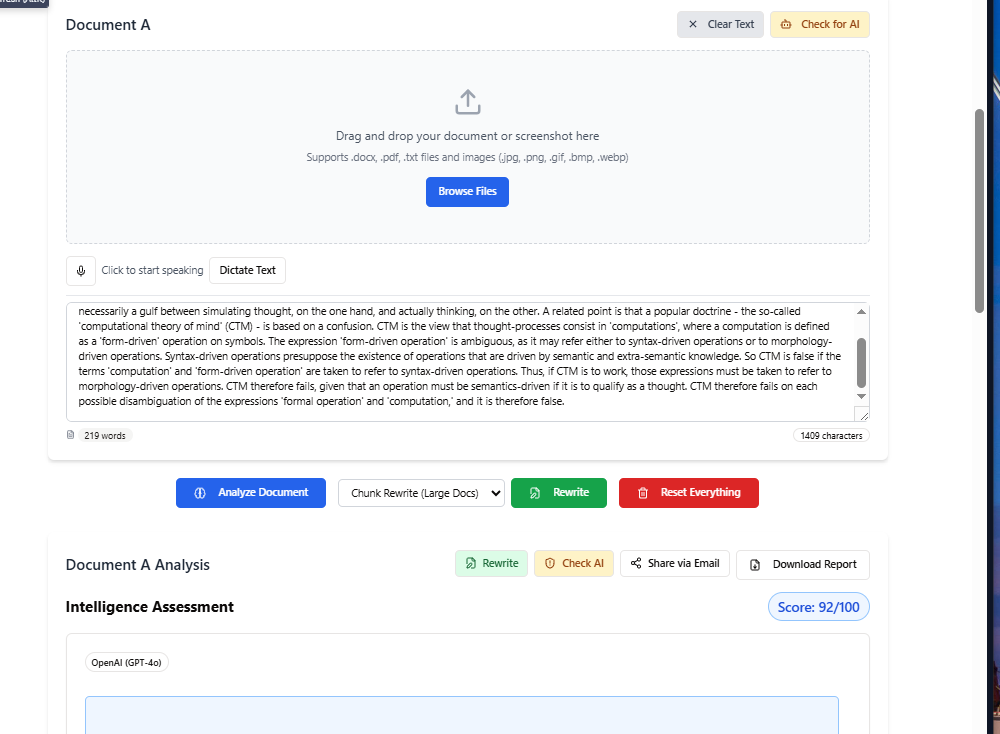 Document A
Clear Text
Check for AI
Drag and drop your document or screenshot here
Supports .docx, .pdf, .txt files and images (.jpg, .png, .gif, .bmp, .webp)
Browse Files
Click to start speaking
Dictate Text
necessarily a gulf between simulating thought, on the one hand, and actually thinking, on the other. A related point is that a popular doctrine - the so-called
'computational theory of mind' (CTM) - is based on a confusion. CTM is the view that thought-processes consist in 'computations', where a computation is defined
as a 'form-driven' operation on symbols. The expression 'form-driven operation' is ambiguous, as it may refer either to syntax-driven operations or to morphology-
driven operations. Syntax-driven operations presuppose the existence of operations that are driven by semantic and extra-semantic knowledge. So CTM is false if the
terms 'computation' and 'form-driven operation' are taken to refer to syntax-driven operations. Thus, if CTM is to work, those expressions must be taken to refer to
morphology-driven operations. CTM therefore fails, given that an operation must be semantics-driven if it is to qualify as a thought. CTM therefore fails on each
possible disambiguation of the expressions 'formal operation' and 'computation,' and it is therefore false.
219 words
1409 characters
Analyze Document
Chunk Rewrite (Large Docs)
Rewrite
Reset Everything
Document A Analysis
Rewrite
Check AI
Share via Email
Download Report
Intelligence Assessment
Score: 92/100
OpenAI (GPT-4o)